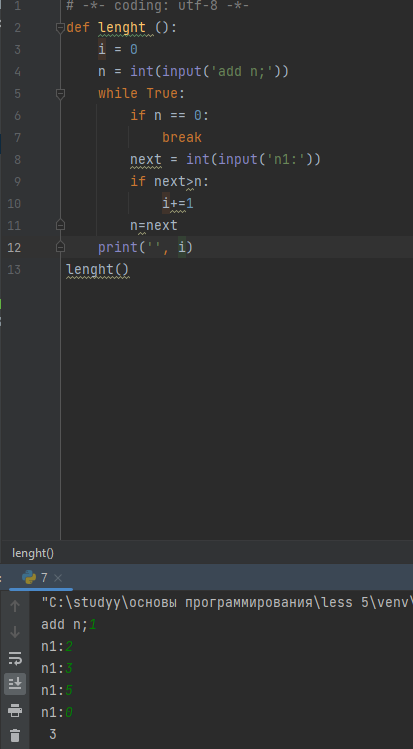 1 # -*- coding: utf-8 -*-
2 def lenght ():
3 i = 0
4 n = int(input('add n;'))
5 while True:
6 if n == 0:
7 break
8 next = int(input('n1:'))
9 if next>n:
10 i+=1
11 n=next
12 print('', i)
13 lenght()
lenght()
7
"C:\studyy\основы программирования\less 5\venv\
add n;1
n1:2
n1:3
n1:5
n1:0
3